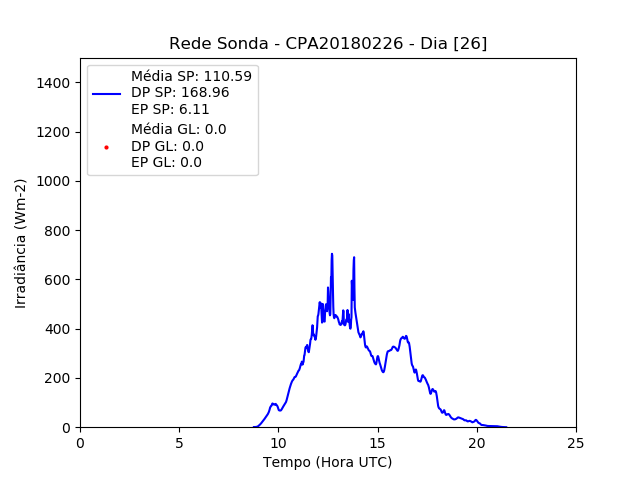 Rede Sonda - CPA20180226 - Dia [26]
Média SP: 110.59
DP SP: 168.96
EP SP: 6.11
Média GL: 0.0
DP GL: 0.0
EP GL: 0.0
Irradiância (Wm-2)
1400
1200
1000
800
600
400
200
0
0 5 10 15 20 25
Tempo (Hora UTC)